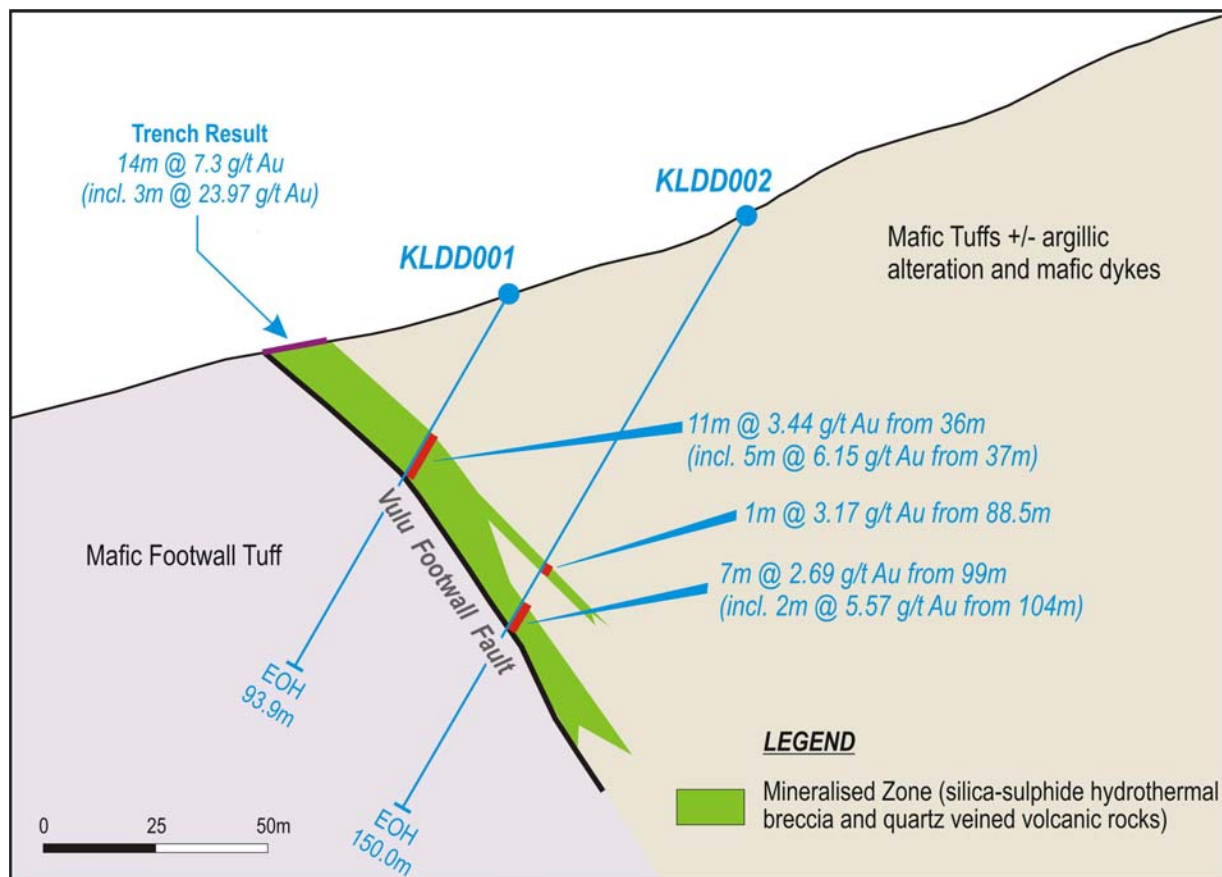 Trench Result
14m @ 7.3 g/t Au
(incl. 3m @ 23.97 g/t Au)
KLDD001
KLDD002
Mafic Tuffs +/- argillic
alteration and mafic dykes
11m @ 3.44 g/t Au from 36m
(incl. 5m @ 6.15 g/t Au from 37m)
1m @ 3.17 g/t Au from 88.5m
7m @ 2.69 g/t Au from 99m
(incl. 2m @ 5.57 g/t Au from 104m)
Mafic Footwall Tuff
Vulu Footwall Fault
EOH
93.9m
EOH
150.0m
LEGEND
Mineralised Zone (silica-sulphide hydrothermal
breccia and quartz veined volcanic rocks)
0 25 50m